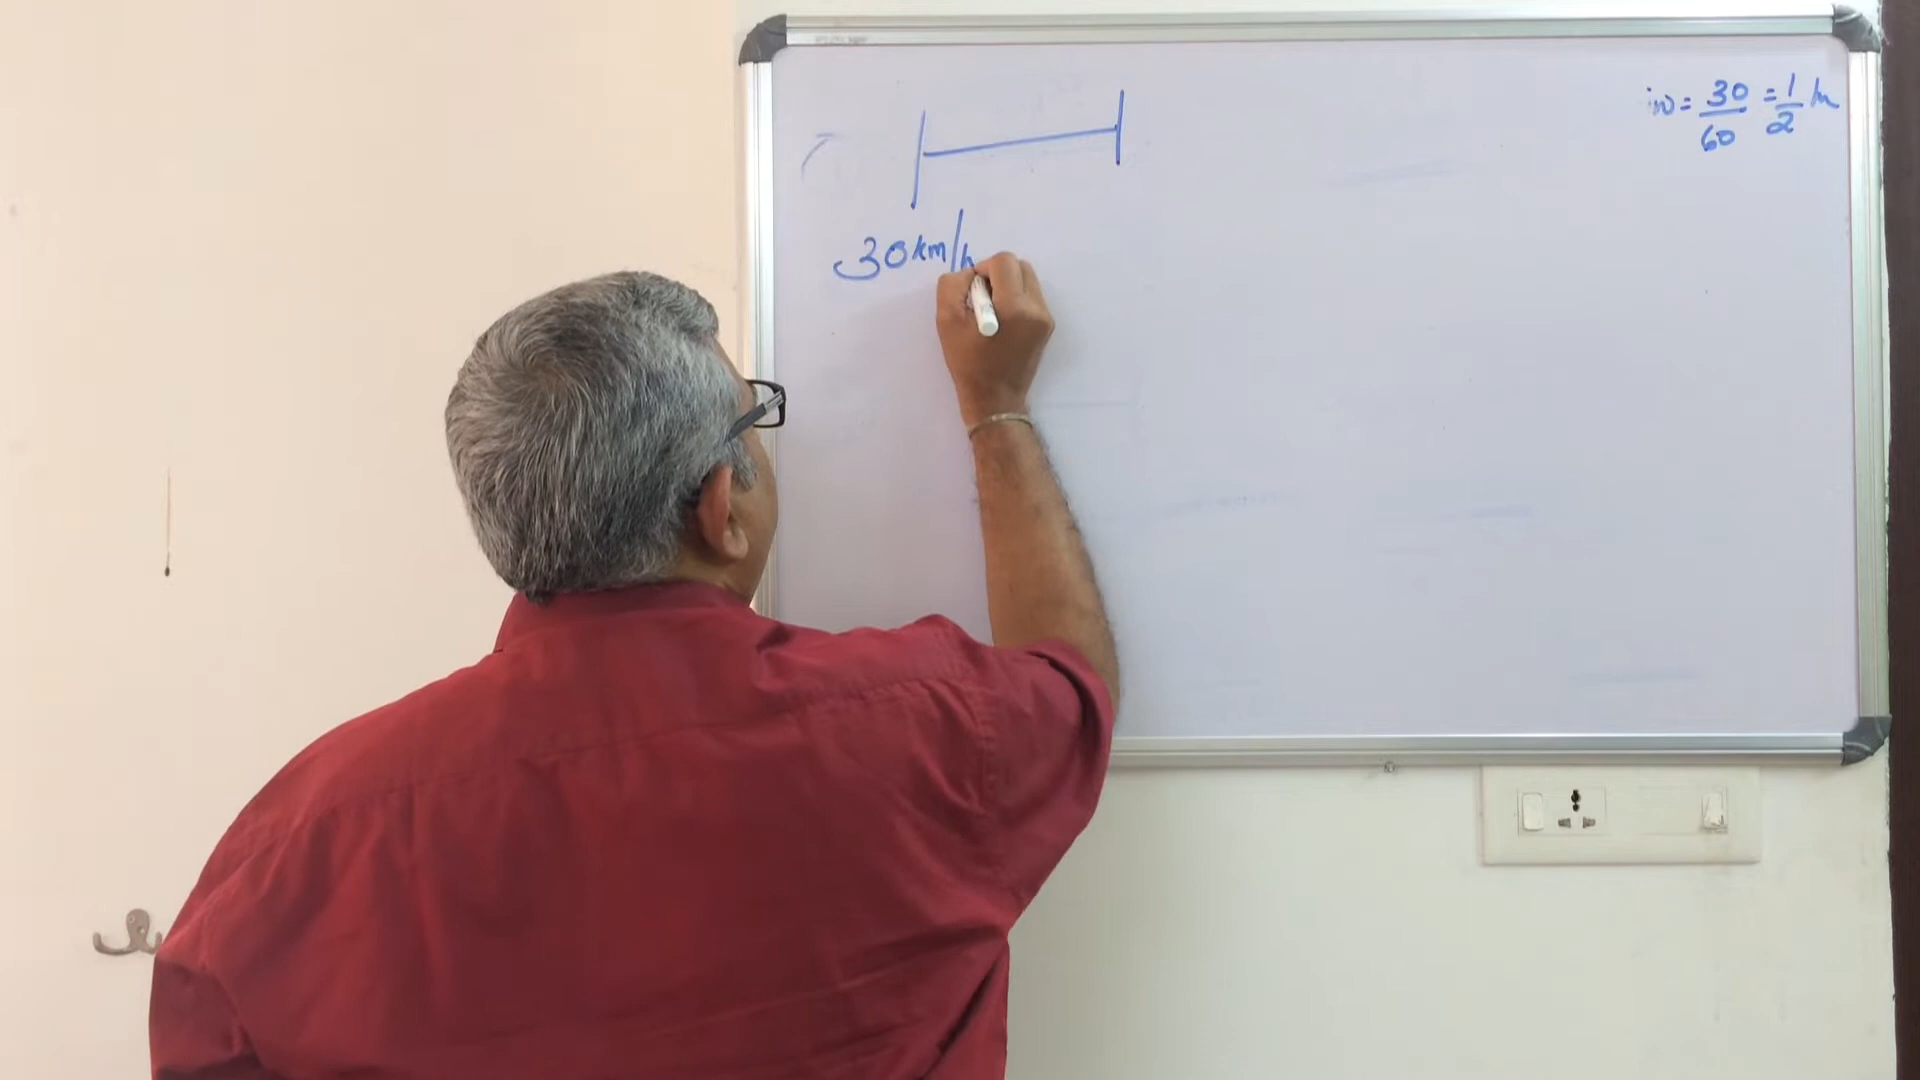 = 30/60 = 1/2 h
30 km/h